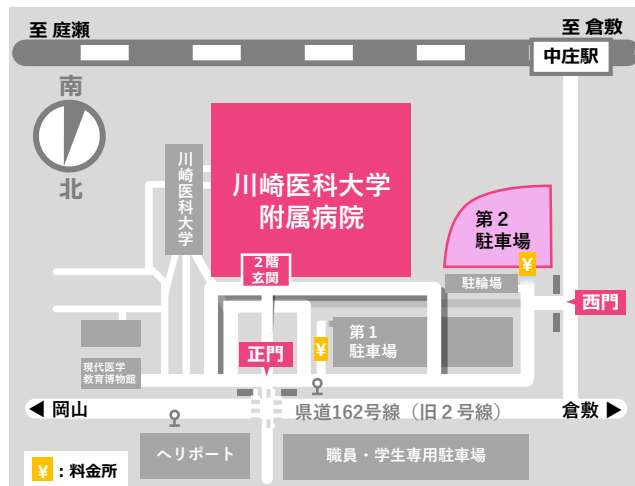 至 庭瀬
至 倉敷
中庄駅
南
北
川崎医科大学
川崎医科大学
附属病院
第２
駐車場
¥
２階
玄関
駐輪場
西門
第１
駐車場
¥
正門
現代医学
教育博物館
◀ 岡山
県道162号線（旧２号線）
倉敷 ▶
ヘリポート
職員・学生専用駐車場
¥ ：料金所